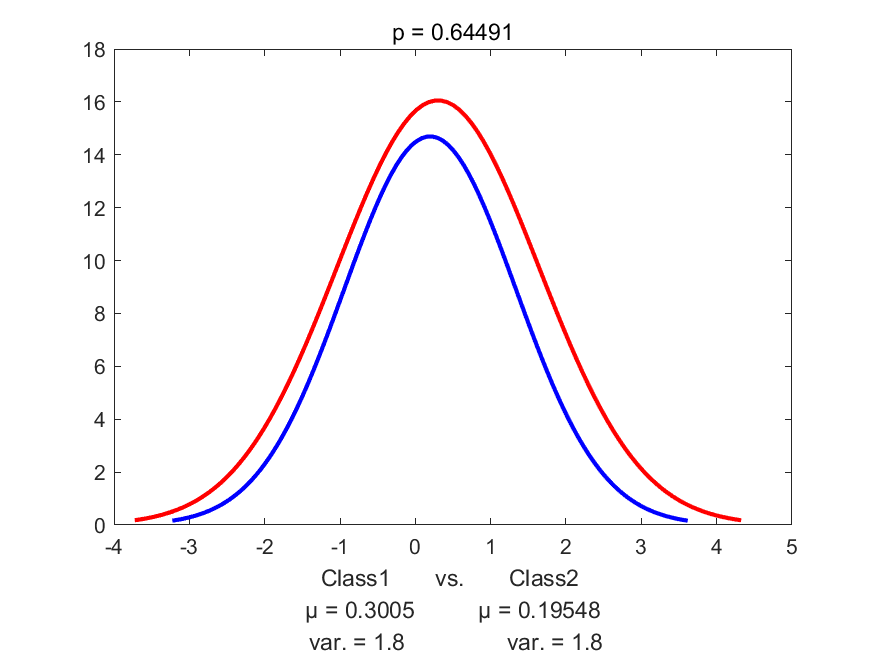 p = 0.64491
18
16
14
12
10
8
6
4
2
0
-4 -3 -2 -1 0 1 2 3 4 5
Class1 vs. Class2
μ = 0.3005 μ = 0.19548
var. = 1.8 var. = 1.8